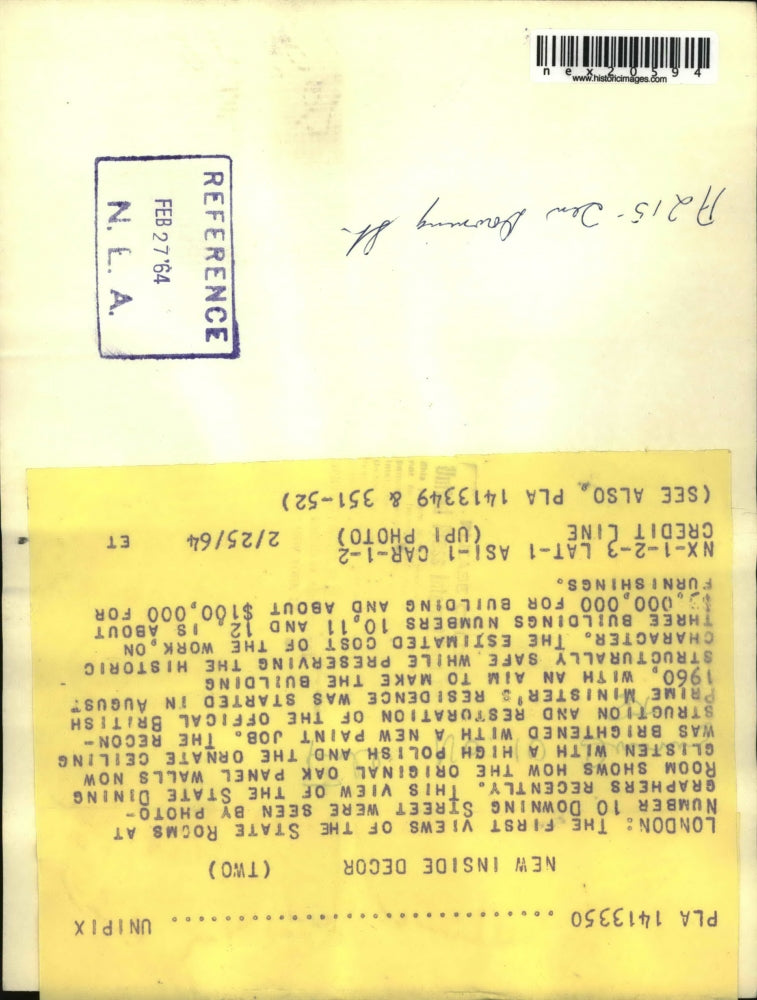 nex20594
www.historicimages.com
REFERENCE
FEB 27 '64
N. E. A.
A215- Ten Downing St.
PLA 1413350 .................................. UNIPIX
NEW INSIDE DECOR (TWO)
LONDON: THE FIRST VIEWS OF THE STATE ROOMS AT
NUMBER 10 DOWNING STREET WERE BEEN BY PHOTO-
GRAPHERS RECENTLY. THIS VIEW OF THE STATE DINING
ROOM SHOWS HOW THE ORIGINAL OAK PANEL WALLS NOW
GLISTEN WITH A HIGH POLISH AND THE ORNATE CEILING
WAS BRIGHTENED WITH A NEW PAINT JOB. THE RECON-
STRUCTION AND RESTORATION OF THE OFFICAL BRITISH
PRIME MINISTER'S RESIDENCE WAS STARTED IN AUGUST
1960, WITH AN AIM TO MAKE THE BUILDING
STRUCTURALLY SAFE WHILE PRESERVING THE HISTORIC
CHARACTER. THE ESTIMATED COST OF THE WORK, ON
THREE BUILDINGS NUMBERS 10, 11 AND 12, IS ABOUT
,000,000 FOR BUILDING AND ABOUT $100,000 FOR
FURNISHINGS.
NX-1-2-3 LAT-1 ASI-1 CAR-1-2
CREDIT LINE (UPI PHOTO) 2/25/64 ET
(SEE ALSO, PLA 1413349 & 351-52)